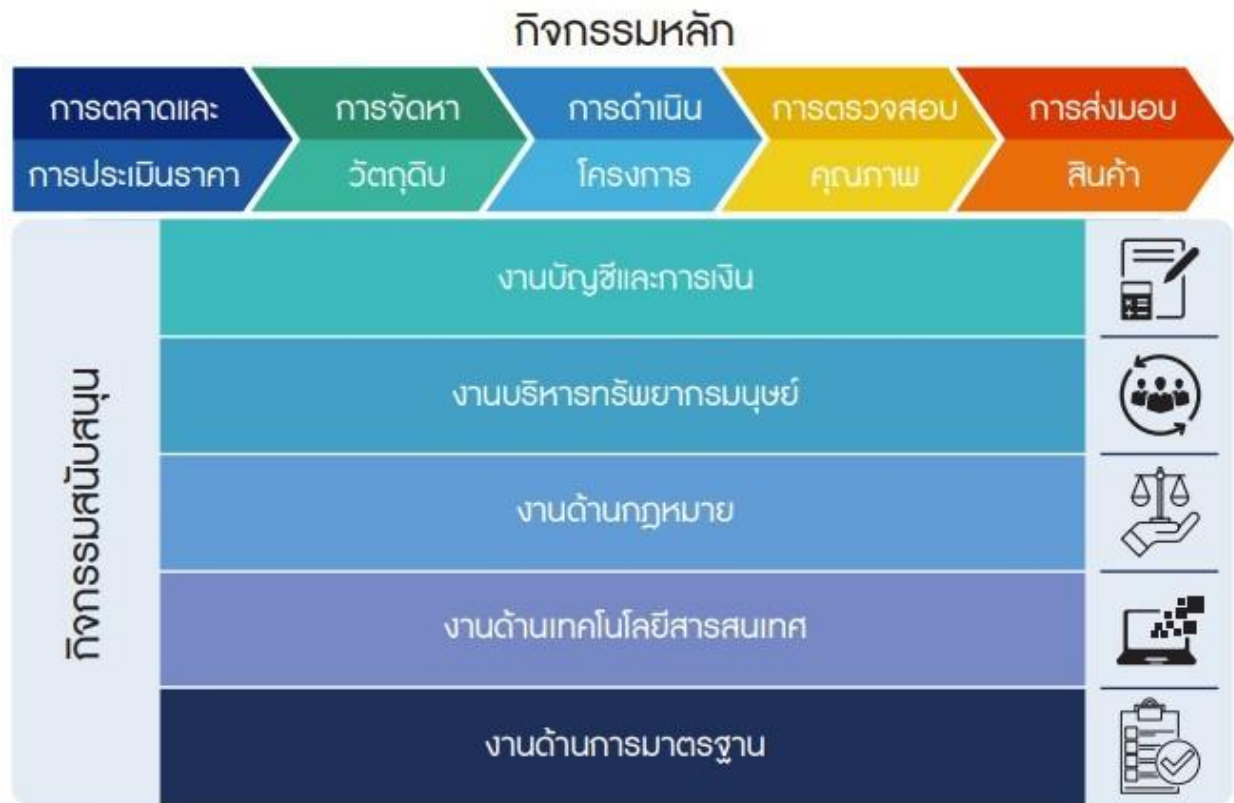 กิจกรรมหลัก
การตลาดและ
การประเมินราคา
การจัดหา
วัตถุดิบ
การดำเนิน
โครงการ
การตรวจสอบ
คุณภาพ
การส่งมอบ
สินค้า
กิจกรรมสนับสนุน
งานบัญชีและการเงิน
งานบริหารทรัพยากรมนุษย์
งานด้านกฎหมาย
งานด้านเทคโนโลยีสารสนเทศ
งานด้านการมาตรฐาน